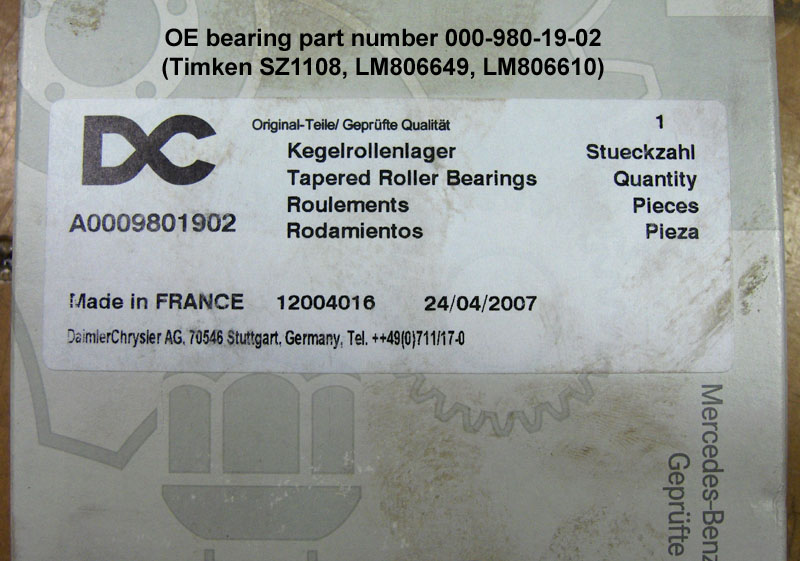 OE bearing part number 000-980-19-02
(Timken SZ1108, LM806649, LM806610)
DC
Original-Teile/ Geprüfte Qualität
1
Kegelrollenlager
Stueckzahl
Tapered Roller Bearings
Quantity
Roulements
Pieces
Rodamientos
Pieza
A0009801902
Made in FRANCE 12004016 24/04/2007
DaimlerChrysler AG, 70546 Stuttgart, Germany, Tel. ++49(0)711/17-0
Mercedes-Benz
Geprüfte